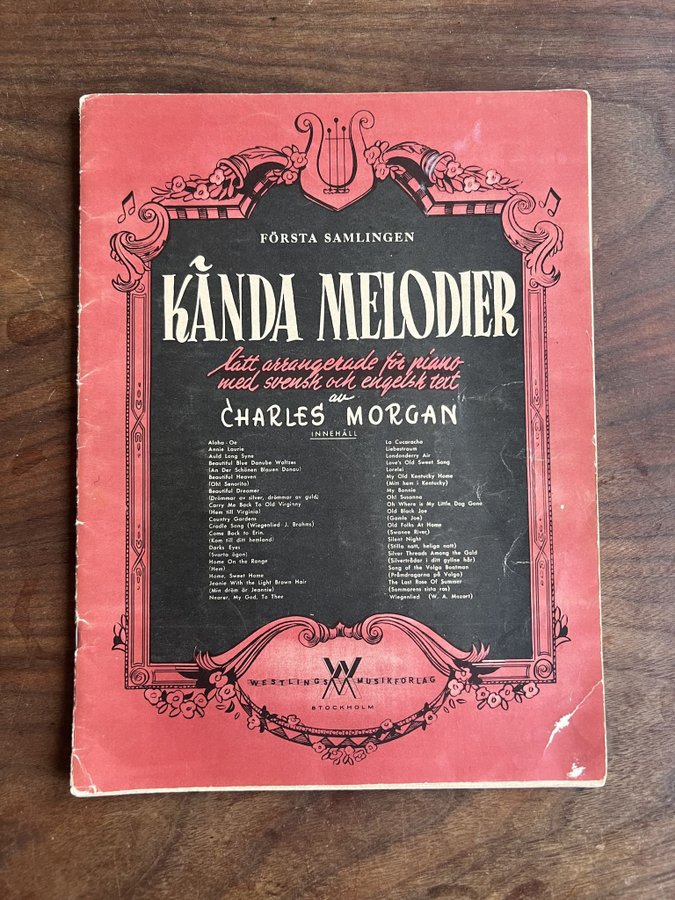 FÖRSTA SAMLINGEN
KÄNDA MELODIER
lätt arrangerade för piano
med svensk och engelsk text
av
CHARLES MORGAN
INNEHÅLL
Aloha - Oe
Annie Laurie
Auld Lang Syne
Beautiful Blue Danube Waltzes
(An Der Schönen Blauen Donau)
Beautiful Heaven
(Oh! Senorita)
Beautiful Dreamer
(Drömmar av silver, drömmar av guld)
Carry Me Back To Old Virginny
(Hem till Virginia)
Country Gardens
Cradle Song (Wiegenlied J. Brahms)
Come Back to Erin
(Kom till ditt hemland)
Darks Eyes
(Svarta ögon)
Home On the Range
(Hem)
Home, Sweet Home
Jeanie With the Light Brown Hair
(Min dröm är Jeannie)
Nearer, My God, To Thee
La Cucaracha
Liebestraum
Londonderry Air
Love's Old Sweet Song
Lorelei
My Old Kentucky Home
(Mitt hem i Kentucky)
My Bonnie
Oh! Susanna
Oh Where is My Little Dog Gone
Old Black Joe
(Gamle Joe)
Old Folks At Home
(Swanee River)
Silent Night
(Stilla natt, heliga natt)
Silver Threads Among the Gold
(Silvertrådar i ditt gyllne hår)
Song of the Volga Boatman
(Pråmdragarna på Volga)
The Last Rose Of Summer
(Sommarens sista ros)
Wiegenlied (W. A. Mozart)
WM
WESTLINGS MUSIKFÖRLAG
STOCKHOLM